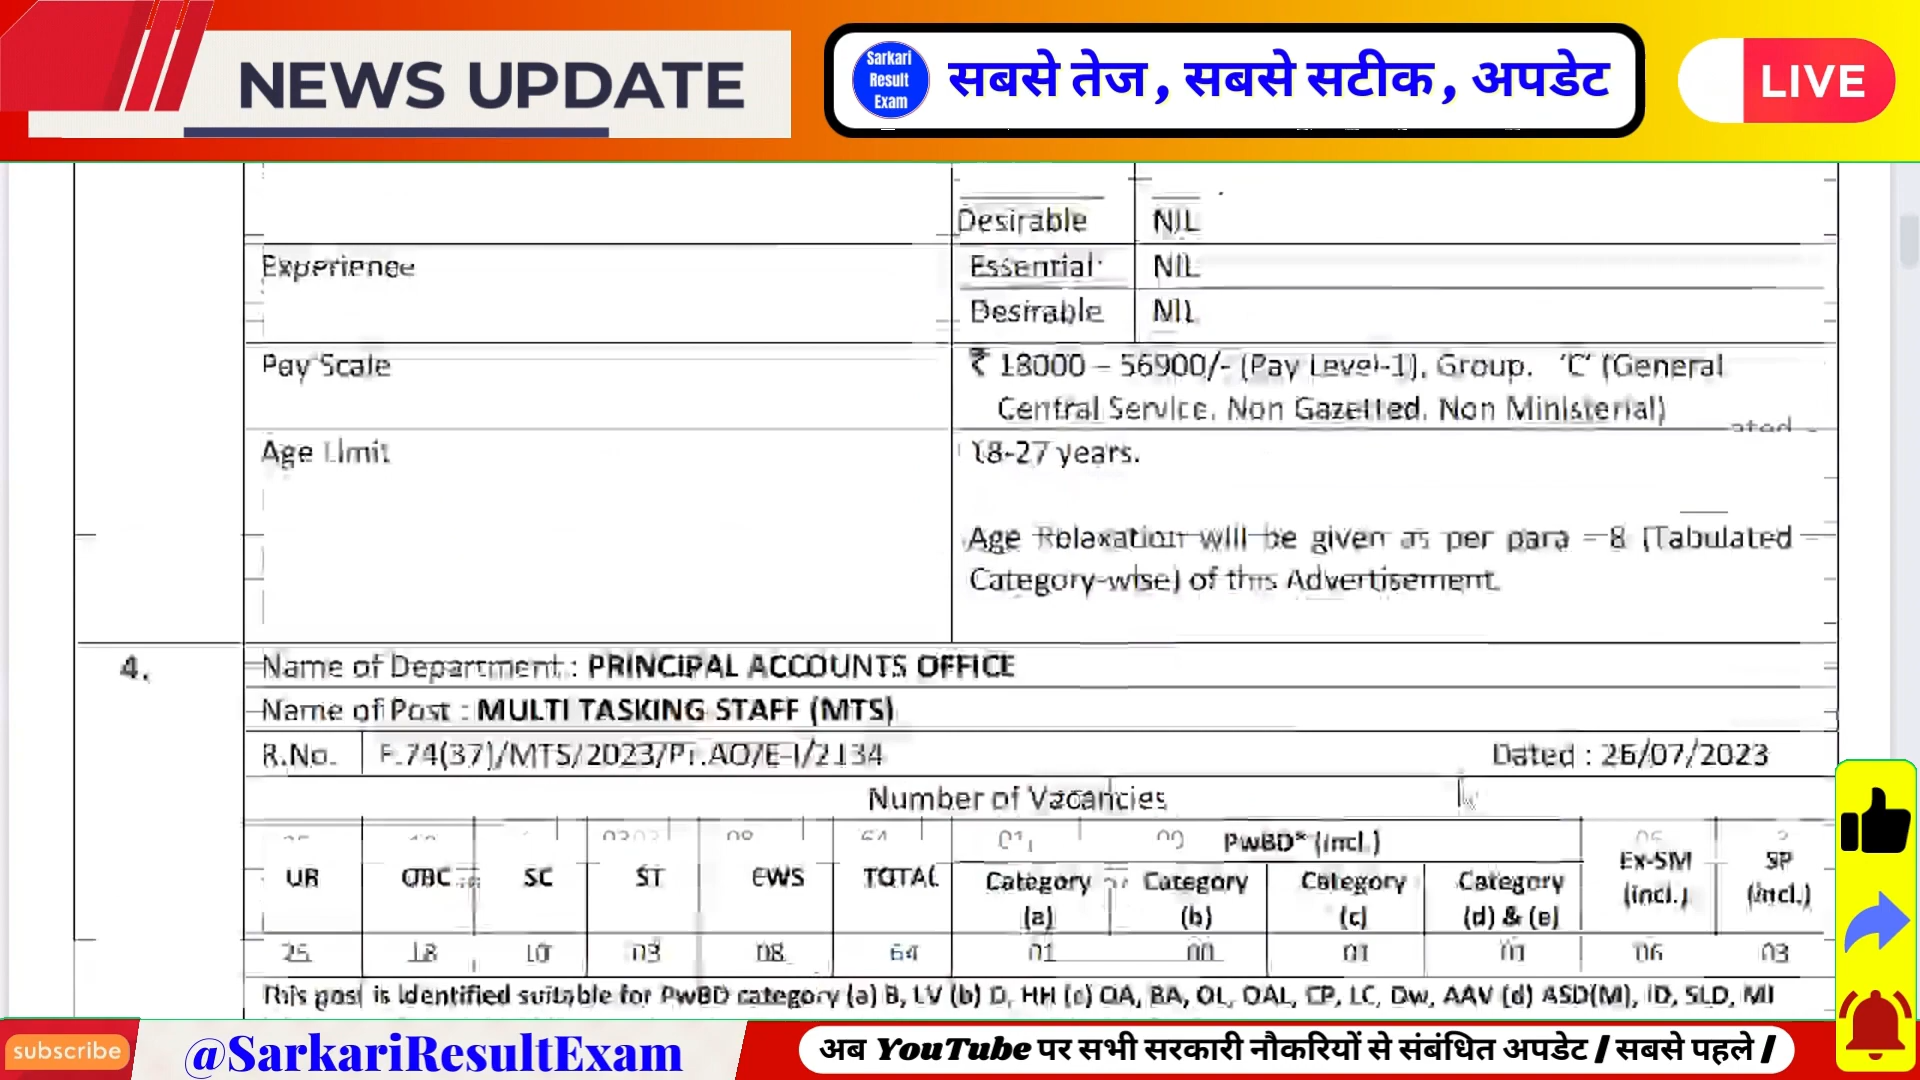 NEWS UPDATE
Sarkari
Result
Exam
सबसे तेज , सबसे सटीक , अपडेट
LIVE
Desirable NIL
Experience Essential NIL
Desirable NIL
Pay Scale ₹ 18000 – 56900/- (Pay Level-1), Group. 'C' (General
Central Service, Non Gazetted, Non Ministerial)
Age Limit 18-27 years.
Age Relaxation will be given as per para – 8 (Tabulated –
Category-wise) of this Advertisement.
4. Name of Department : PRINCIPAL ACCOUNTS OFFICE
Name of Post : MULTI TASKING STAFF (MTS)
R.No. F.74(37)/MTS/2023/Pr.AO/E-I/2134 Dated : 26/07/2023
Number of Vacancies
UR OBC SC ST EWS TOTAL PwBD* (incl.) Ex-SM (incl.) SP (incl.)
Category (a) Category (b) Category (c) Category (d) & (e)
25 18 10 03 08 64 01 00 01 01 06 03
This post is identified suitable for PwBD category (a) B, LV (b) D, HH (c) OA, BA, OL, OAL, CP, LC, Dw, AAV (d) ASD(M), ID, SLD, MI
subscribe
@SarkariResultExam
अब YouTube पर सभी सरकारी नौकरियों से संबंधित अपडेट / सबसे पहले /